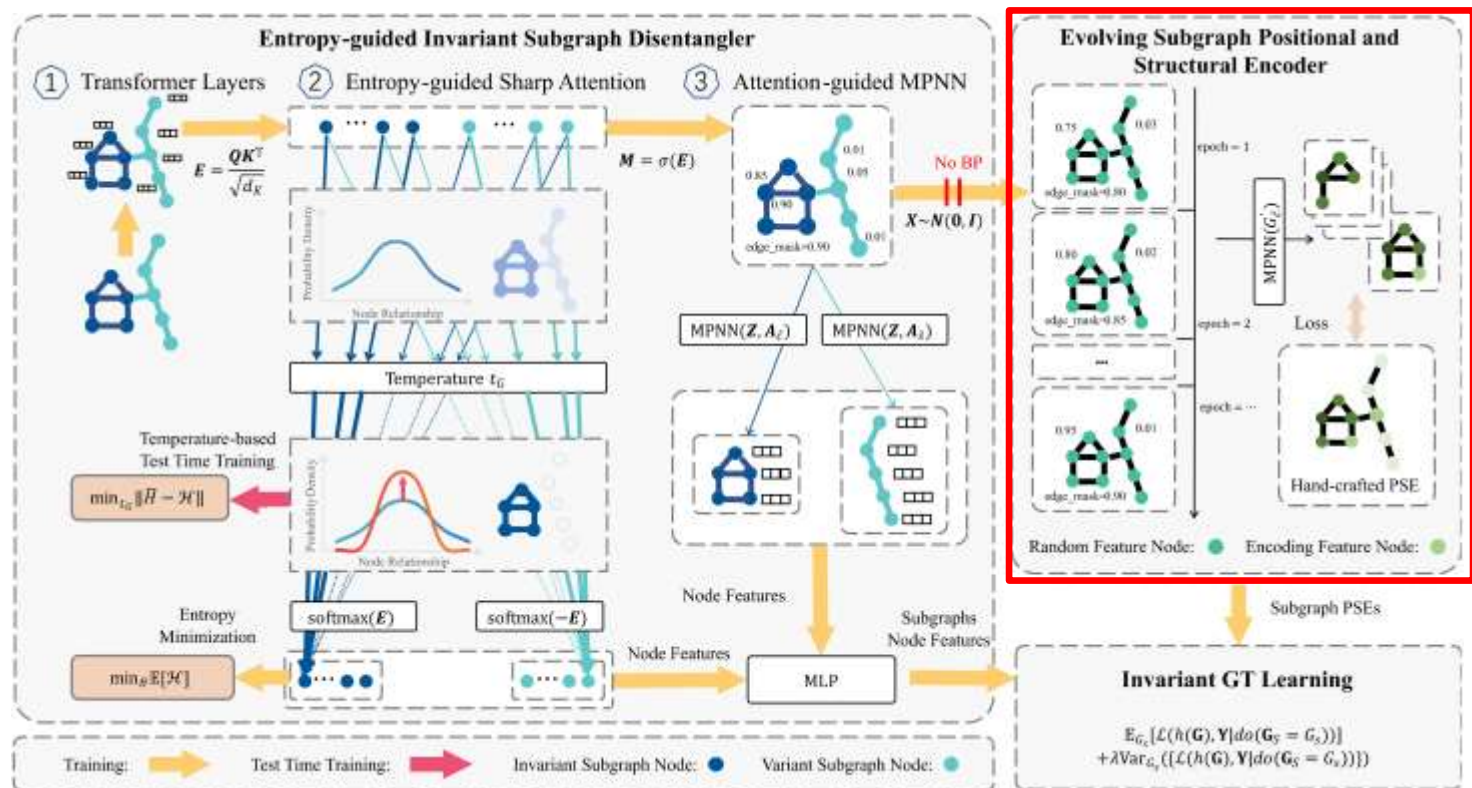 Entropy-guided Invariant Subgraph Disentangler
1 Transformer Layers
2 Entropy-guided Sharp Attention
3 Attention-guided MPNN
E = QKᵀ / √d_K
M = σ(E)
Probability Density
Node Relationship
Temperature t_G
Temperature-based
Test Time Training
min_{t_G} ‖H̄ − ℋ‖
Probability Density
Node Relationship
softmax(E)
softmax(−E)
Entropy
Minimization
min_θ 𝔼[ℋ]
0.85
0.90
edge_mask=0.90
0.01
0.05
0.01
No BP
X~N(0, I)
MPNN(Z, A_ĉ)
MPNN(Z, A_ŝ)
Node Features
Node Features
MLP
Subgraphs
Node Features
Evolving Subgraph Positional and
Structural Encoder
0.75
0.03
edge_mask=0.80
epoch = 1
0.80
0.02
edge_mask=0.85
epoch = 2
...
epoch = ...
0.95
0.01
edge_mask=0.90
MPNN(G'_ĉ)
Loss
Hand-crafted PSE
Random Feature Node:
Encoding Feature Node:
Subgraph PSEs
Invariant GT Learning
𝔼_{G_s}[ℒ(h(G), Y|do(G_S = G_s))]
+λVar_{G_s}({ℒ(h(G), Y|do(G_S = G_s))})
Training:
Test Time Training:
Invariant Subgraph Node:
Variant Subgraph Node: